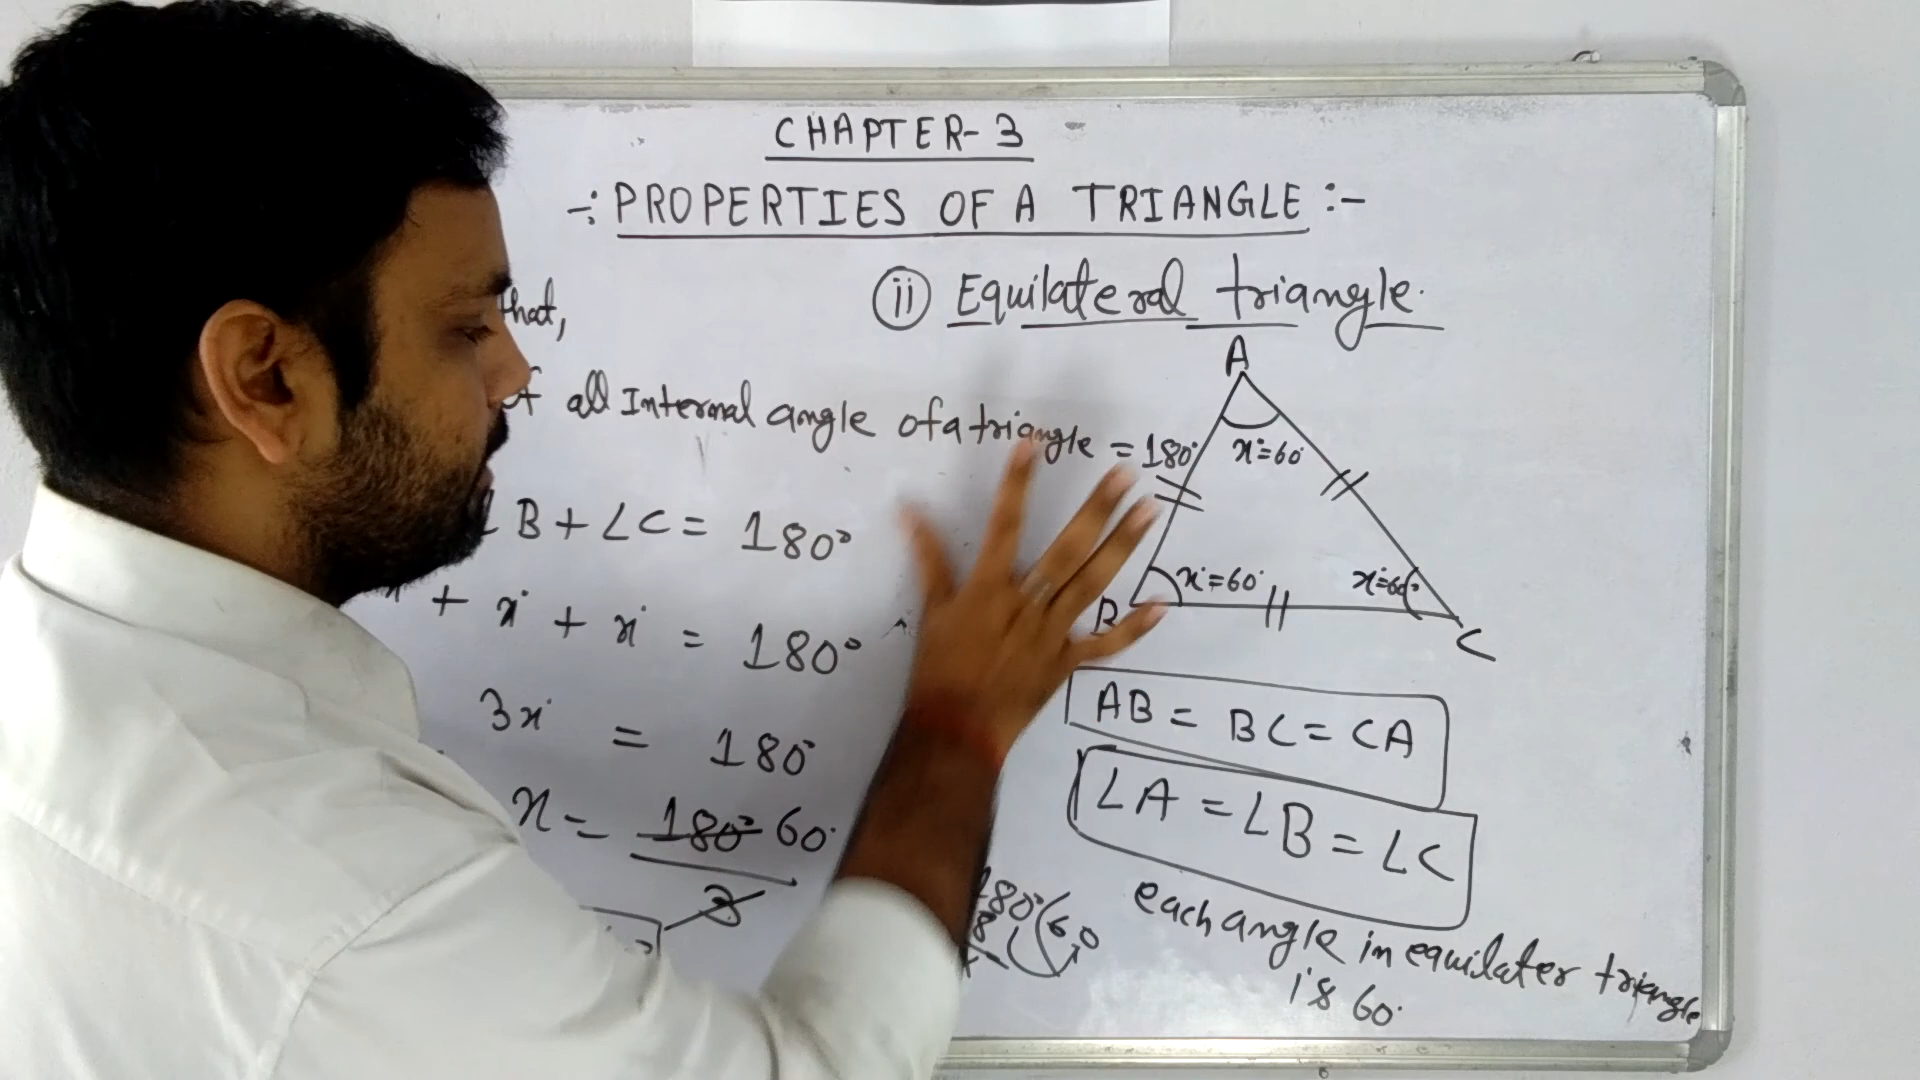 CHAPTER-3
-: PROPERTIES OF A TRIANGLE :-
that,
(ii) Equilateral triangle.
all Internal angle of a triangle = 180°
B + ∠C = 180°
x° + x° + x° = 180°
3x° = 180°
x = 180° 60°
3
A
x°=60°
x°=60°
x°=60°
B
C
AB = BC = CA
∠A = ∠B = ∠C
each angle in equilater triangle
is 60°